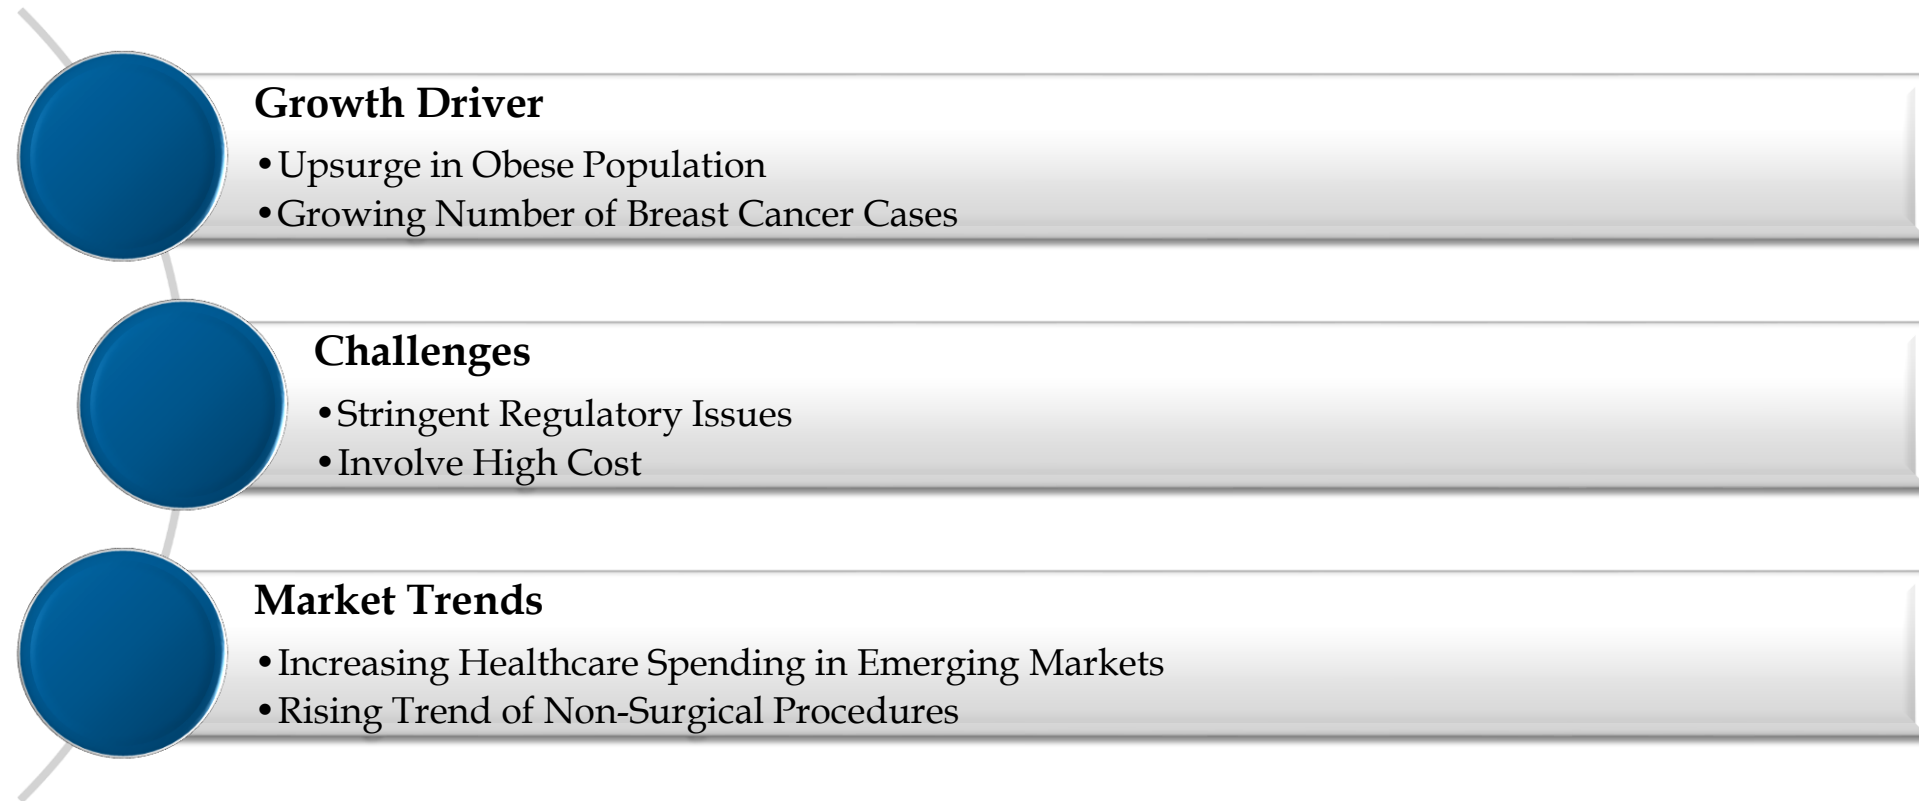 Growth Driver
•Upsurge in Obese Population
•Growing Number of Breast Cancer Cases
Challenges
•Stringent Regulatory Issues
•Involve High Cost
Market Trends
•Increasing Healthcare Spending in Emerging Markets
•Rising Trend of Non-Surgical Procedures